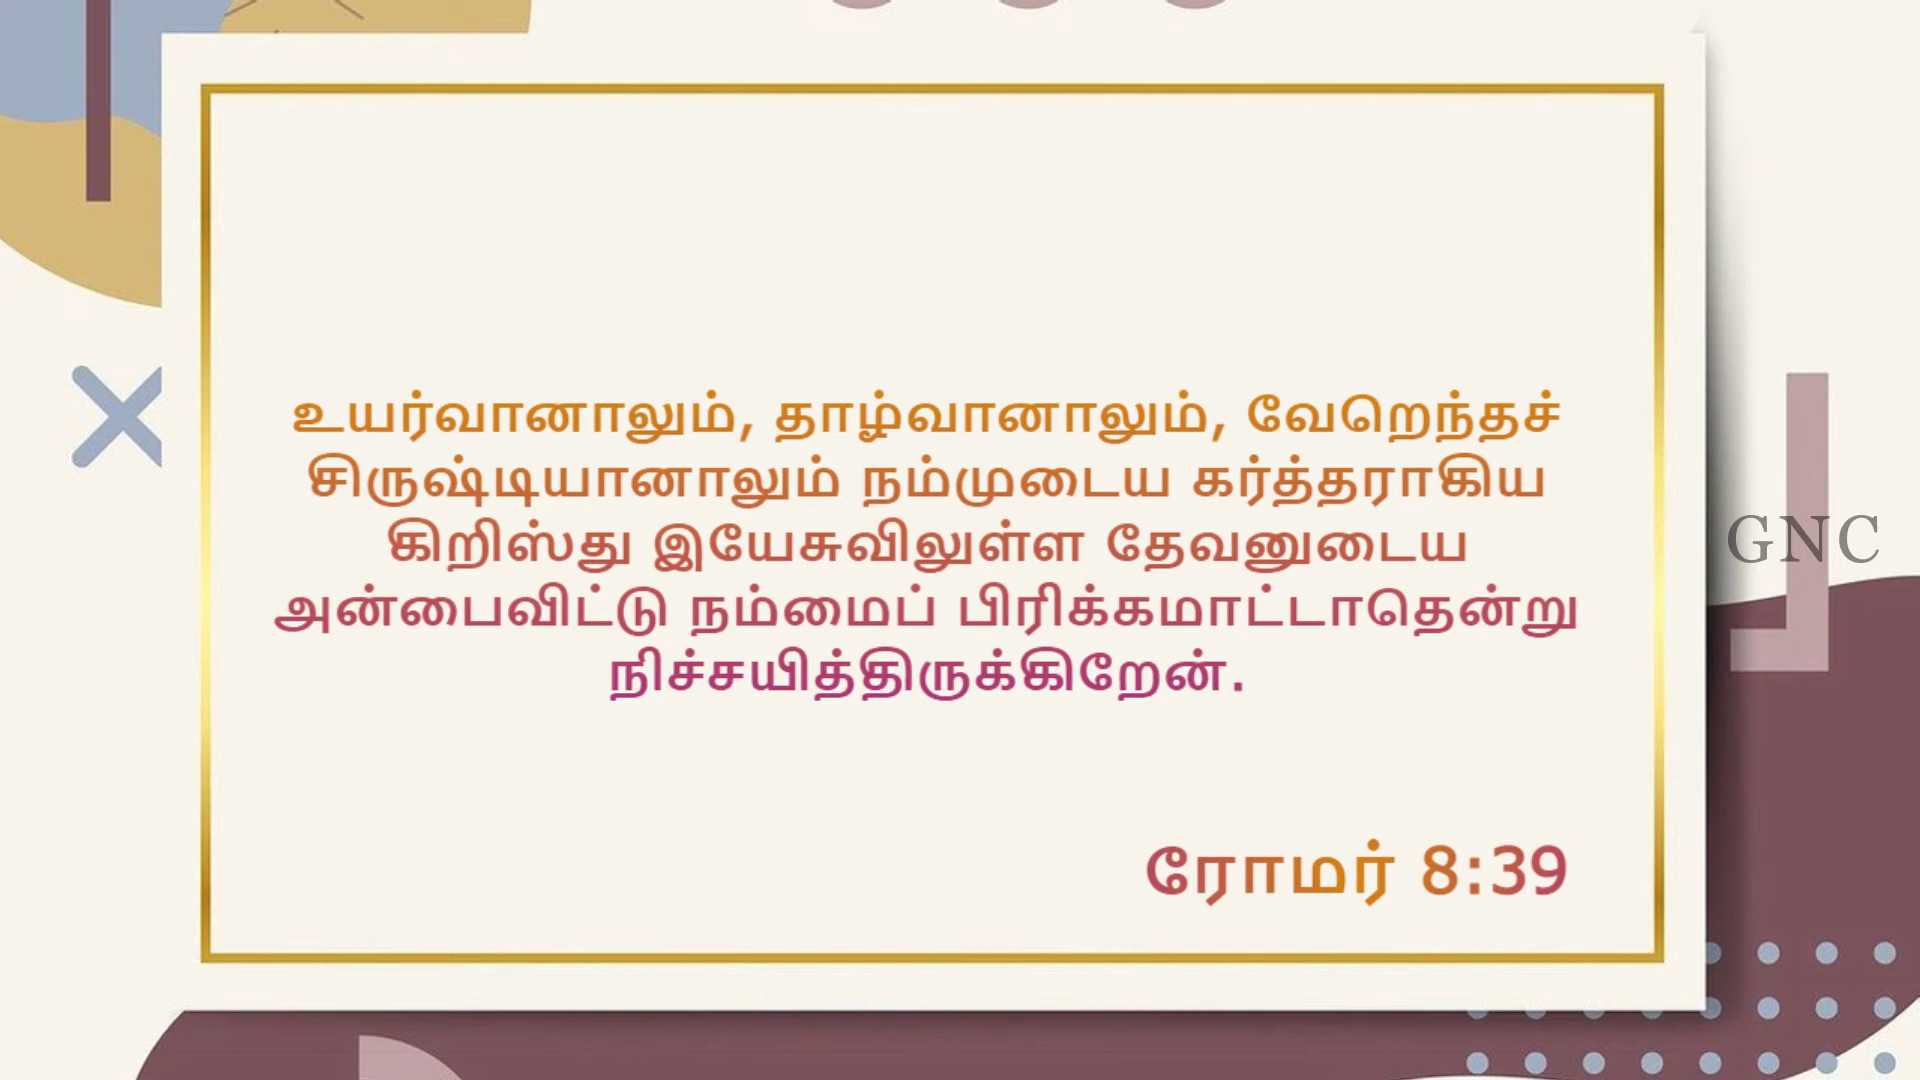 உயர்வானாலும், தாழ்வானாலும், வேறெந்தச்
சிருஷ்டியானாலும் நம்முடைய கர்த்தராகிய
கிறிஸ்து இயேசுவிலுள்ள தேவனுடைய
அன்பைவிட்டு நம்மைப் பிரிக்கமாட்டாதென்று
நிச்சயித்திருக்கிறேன்.
ரோமர் 8:39
GNC